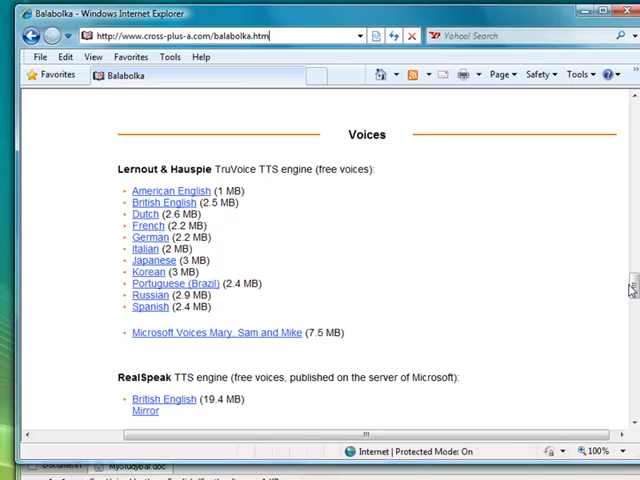 Balabolka - Windows Internet Explorer
http://www.cross-plus-a.com/balabolka.htm
Yahoo! Search
File Edit View Favorites Tools Help
Favorites Balabolka Page Safety Tools
Voices
Lernout & Hauspie TruVoice TTS engine (free voices):
American English (1 MB)
British English (2.5 MB)
Dutch (2.6 MB)
French (2.2 MB)
German (2.2 MB)
Italian (2 MB)
Japanese (3 MB)
Korean (3 MB)
Portuguese (Brazil) (2.4 MB)
Russian (2.9 MB)
Spanish (2.4 MB)
Microsoft Voices Mary, Sam and Mike (7.5 MB)
RealSpeak TTS engine (free voices, published on the server of Microsoft):
British English (19.4 MB)
Mirror
Internet | Protected Mode: On 100%
MyStudyBar.doc